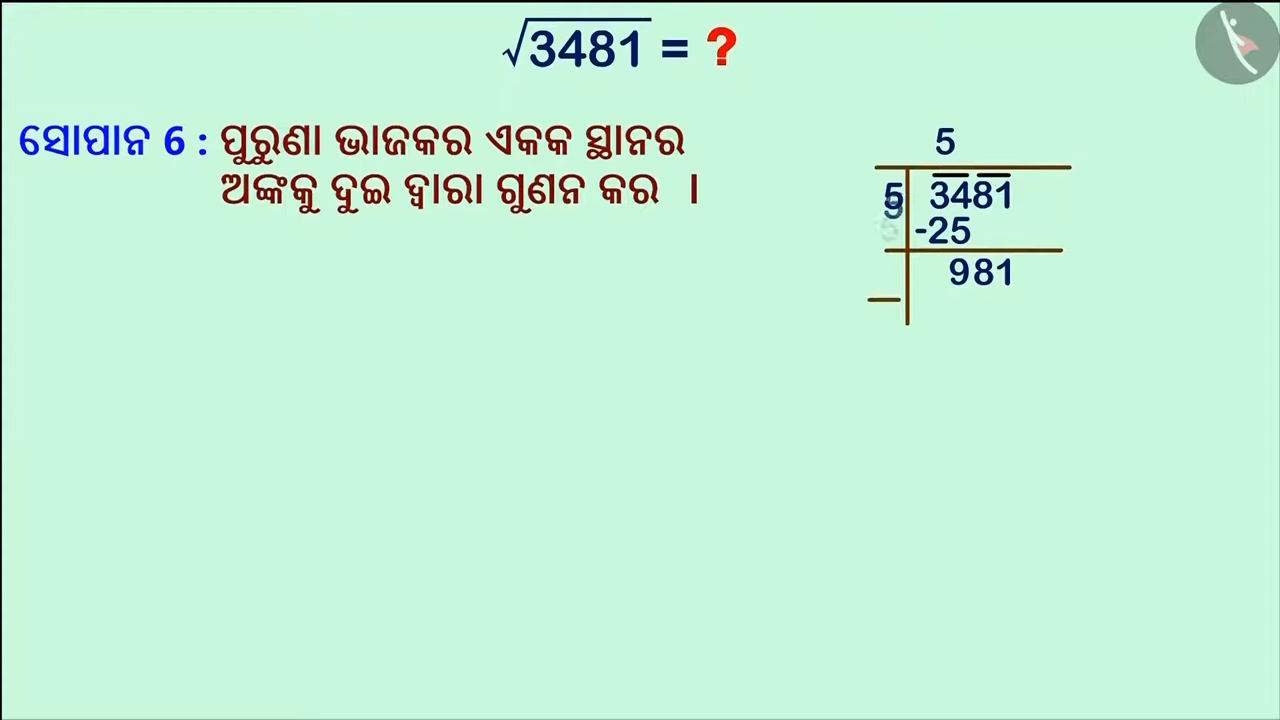 √3481 = ?
ସୋପାନ 6 : ପୁରୁଣା ଭାଜକର ଏକକ ସ୍ଥାନର
ଅଙ୍କକୁ ଦୁଇ ଦ୍ୱାରା ଗୁଣନ କର ।
5
5 3481
-25
981